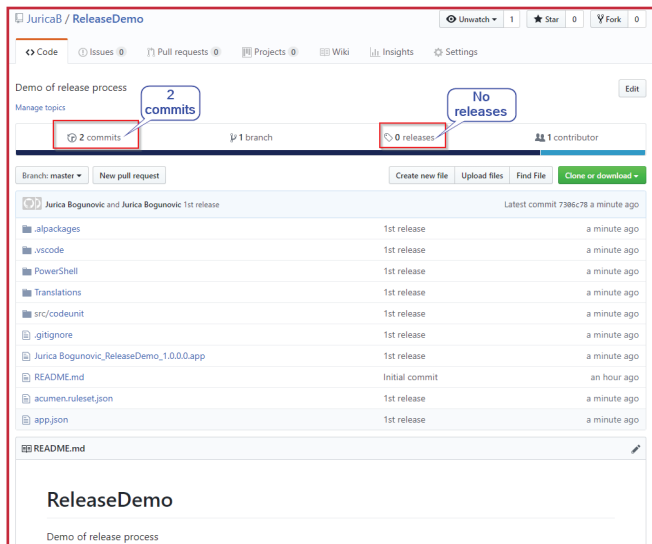 JuricaB / ReleaseDemo
Unwatch 1 Star 0 Fork 0
Code Issues 0 Pull requests 0 Projects 0 Wiki Insights Settings
Demo of release process
Edit
Manage topics
2 commits
No releases
2 commits 1 branch 0 releases 1 contributor
Branch: master New pull request Create new file Upload files Find File Clone or download
Jurica Bogunovic and Jurica Bogunovic 1st release Latest commit 7306c78 a minute ago
.alpackages 1st release a minute ago
.vscode 1st release a minute ago
PowerShell 1st release a minute ago
Translations 1st release a minute ago
src/codeunit 1st release a minute ago
.gitignore 1st release a minute ago
Jurica Bogunovic_ReleaseDemo_1.0.0.0.app 1st release a minute ago
README.md Initial commit an hour ago
acumen.ruleset.json 1st release a minute ago
app.json 1st release a minute ago
README.md
ReleaseDemo
Demo of release process